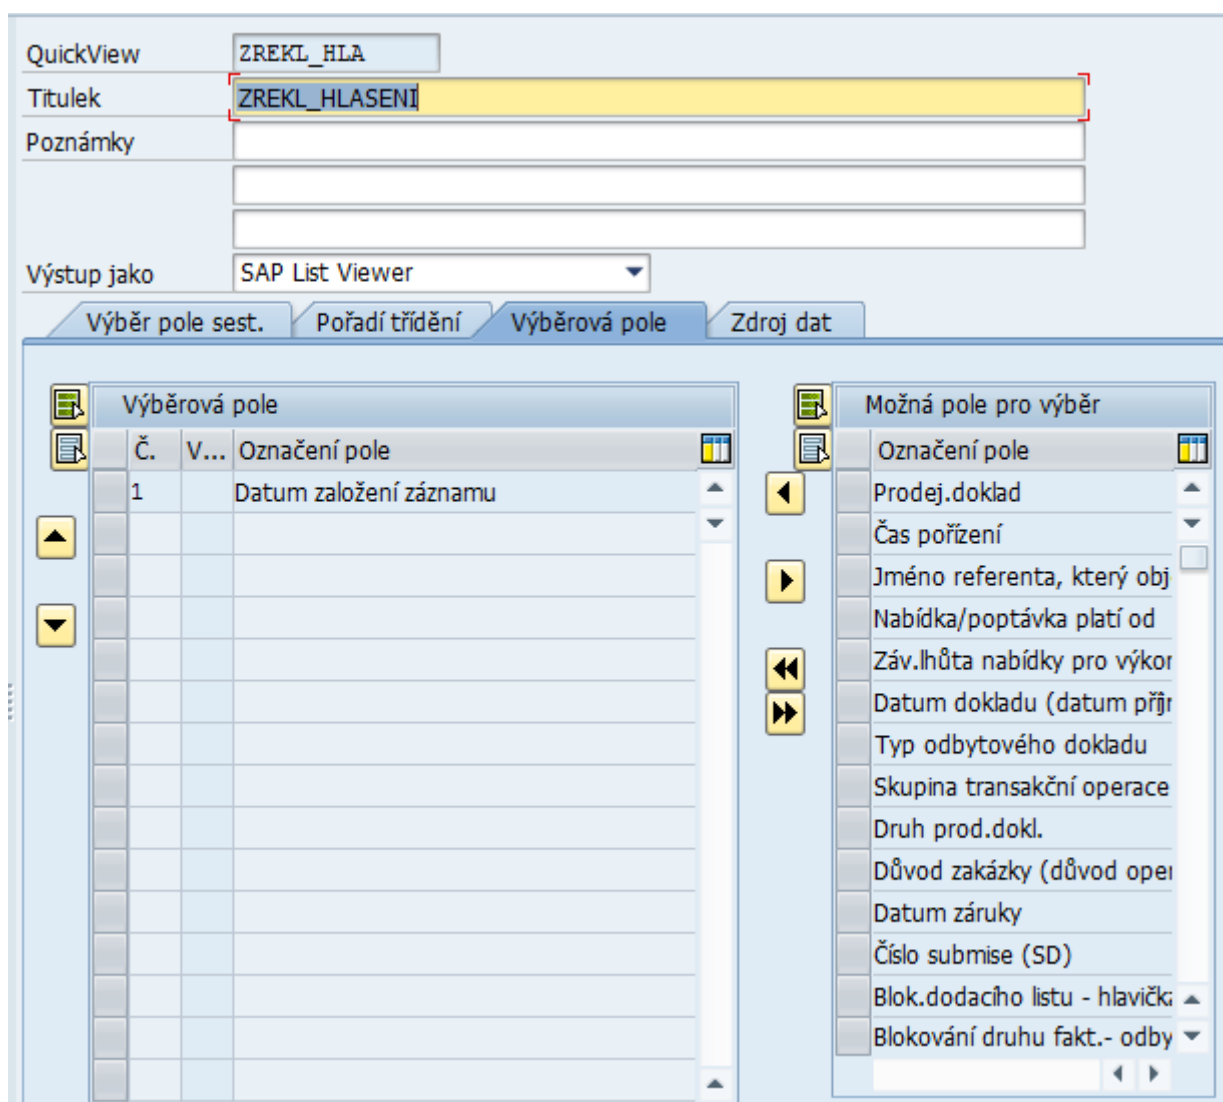 QuickView ZREKL_HLA
Titulek ZREKL_HLASENI
Poznámky
Výstup jako SAP List Viewer
Výběr pole sest. Pořadí třídění Výběrová pole Zdroj dat
Výběrová pole Možná pole pro výběr
Č. V... Označení pole Označení pole
1 Datum založení záznamu Prodej.doklad
Čas pořízení
Jméno referenta, který obj
Nabídka/poptávka platí od
Záv.lhůta nabídky pro výkon
Datum dokladu (datum příjr
Typ odbytového dokladu
Skupina transakční operace
Druh prod.dokl.
Důvod zakázky (důvod oper
Datum záruky
Číslo submise (SD)
Blok.dodacího listu - hlavička
Blokování druhu fakt.- odby